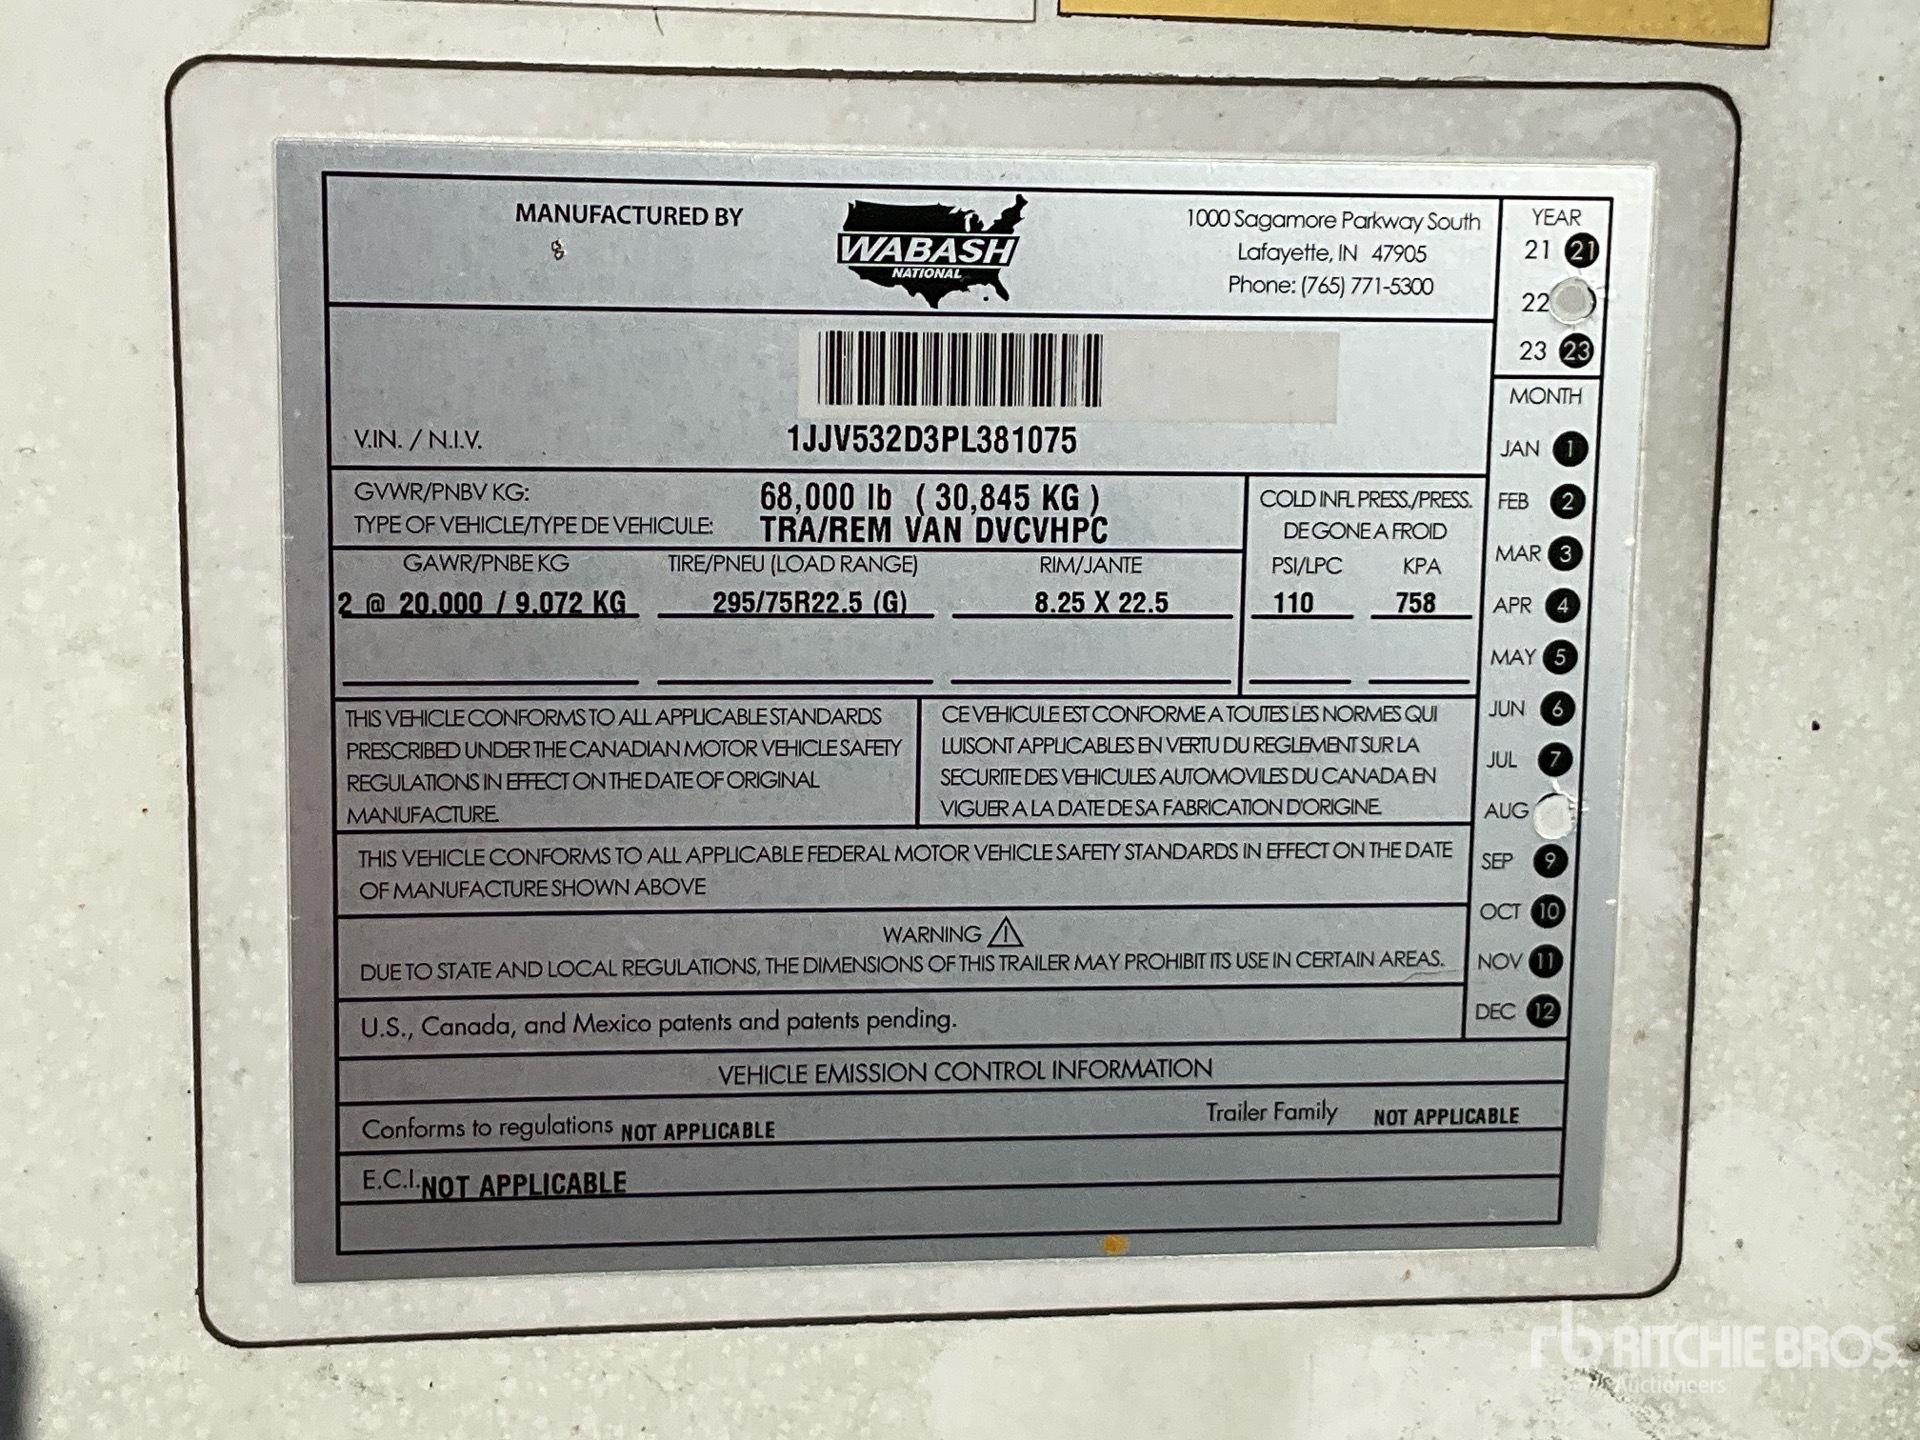 MANUFACTURED BY
WABASH
NATIONAL
1000 Sagamore Parkway South
Lafayette, IN 47905
Phone: (765) 771-5300
YEAR
21 21
22
23 23
V.I.N. / N.I.V.
1JJV532D3PL381075
GVWR/PNBV KG:
68,000 lb ( 30,845 KG )
TYPE OF VEHICLE/TYPE DE VEHICULE:
TRA/REM VAN DVCVHPC
COLD INFL PRESS./PRESS.
DE GONE A FROID
GAWR/PNBE KG
TIRE/PNEU (LOAD RANGE)
RIM/JANTE
PSI/LPC
KPA
2 @ 20,000 / 9,072 KG
295/75R22.5 (G)
8.25 X 22.5
110
758
MONTH
JAN 1
FEB 2
MAR 3
APR 4
MAY 5
JUN 6
JUL 7
AUG
SEP 9
OCT 10
NOV 11
DEC 12
THIS VEHICLE CONFORMS TO ALL APPLICABLE STANDARDS
PRESCRIBED UNDER THE CANADIAN MOTOR VEHICLE SAFETY
REGULATIONS IN EFFECT ON THE DATE OF ORIGINAL
MANUFACTURE.
CE VEHICULE EST CONFORME A TOUTES LES NORMES QUI
LUI SONT APPLICABLES EN VERTU DU REGLEMENT SUR LA
SECURITE DES VEHICULES AUTOMOVILES DU CANADA EN
VIGUER A LA DATE DE SA FABRICATION D'ORIGINE.
THIS VEHICLE CONFORMS TO ALL APPLICABLE FEDERAL MOTOR VEHICLE SAFETY STANDARDS IN EFFECT ON THE DATE
OF MANUFACTURE SHOWN ABOVE
WARNING
DUE TO STATE AND LOCAL REGULATIONS, THE DIMENSIONS OF THIS TRAILER MAY PROHIBIT ITS USE IN CERTAIN AREAS.
U.S., Canada, and Mexico patents and patents pending.
VEHICLE EMISSION CONTROL INFORMATION
Conforms to regulations NOT APPLICABLE
Trailer Family NOT APPLICABLE
E.C.I. NOT APPLICABLE
rb RITCHIE BROS.
Auctioneers